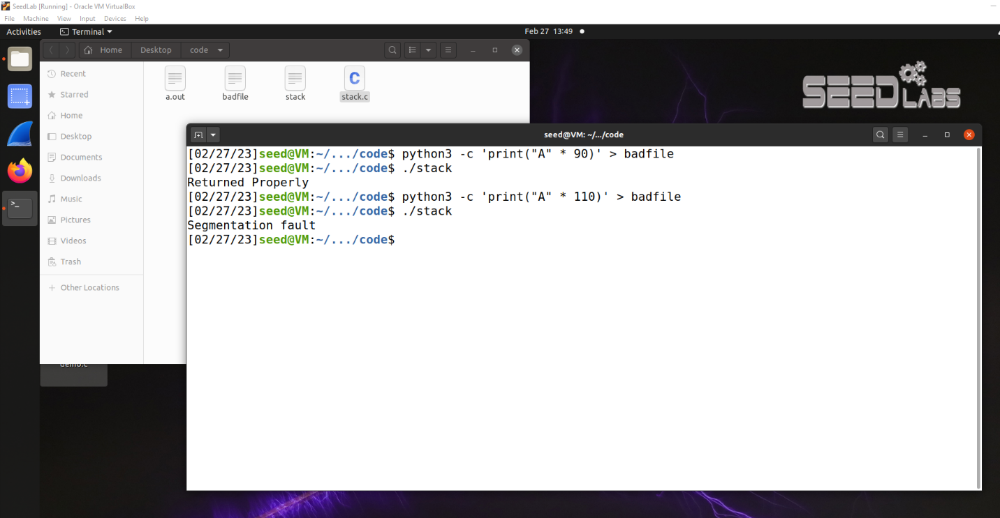 SeedLab [Running] - Oracle VM VirtualBox
File Machine View Input Devices Help
Activities Terminal Feb 27 13:49
Home Desktop code
Recent
Starred
Home
Desktop
Documents
Downloads
Music
Pictures
Videos
Trash
Other Locations
a.out badfile stack stack.c
C
SEED LABS
demo.c
seed@VM: ~/.../code
[02/27/23]seed@VM:~/.../code$ python3 -c 'print("A" * 90)' > badfile
[02/27/23]seed@VM:~/.../code$ ./stack
Returned Properly
[02/27/23]seed@VM:~/.../code$ python3 -c 'print("A" * 110)' > badfile
[02/27/23]seed@VM:~/.../code$ ./stack
Segmentation fault
[02/27/23]seed@VM:~/.../code$